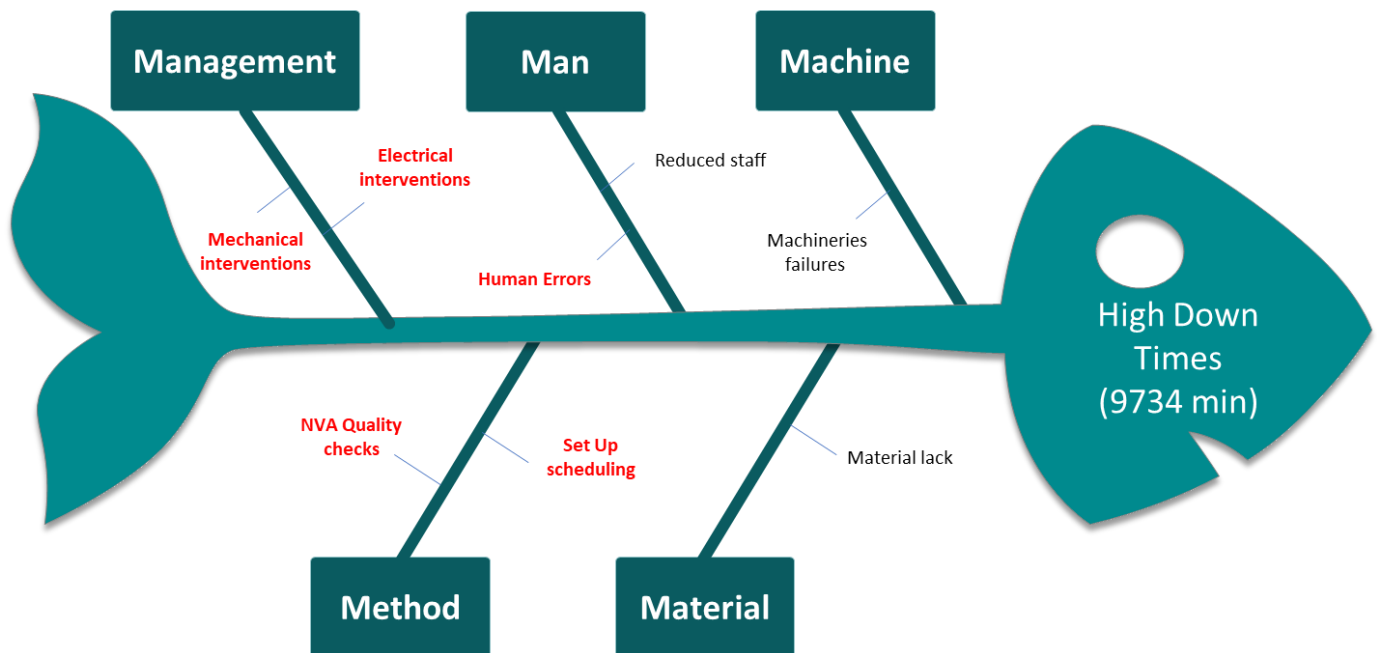 Management
Man
Machine
Electrical
interventions
Mechanical
interventions
Reduced staff
Human Errors
Machineries
failures
High Down
Times
(9734 min)
NVA Quality
checks
Set Up
scheduling
Material lack
Method
Material